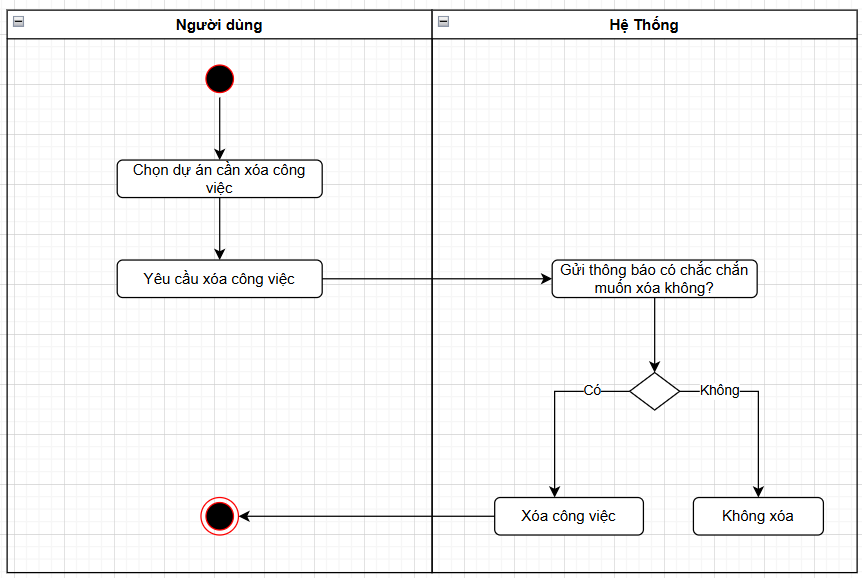 Người dùng
Hệ Thống
Chọn dự án cần xóa công
việc
Yêu cầu xóa công việc
Gửi thông báo có chắc chắn
muốn xóa không?
Có
Không
Xóa công việc
Không xóa